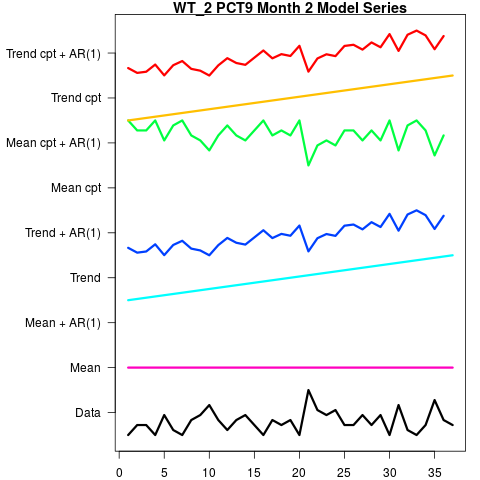 WT_2 PCT9 Month 2 Model Series
Trend cpt + AR(1)
Trend cpt
Mean cpt + AR(1)
Mean cpt
Trend + AR(1)
Trend
Mean + AR(1)
Mean
Data
0 5 10 15 20 25 30 35